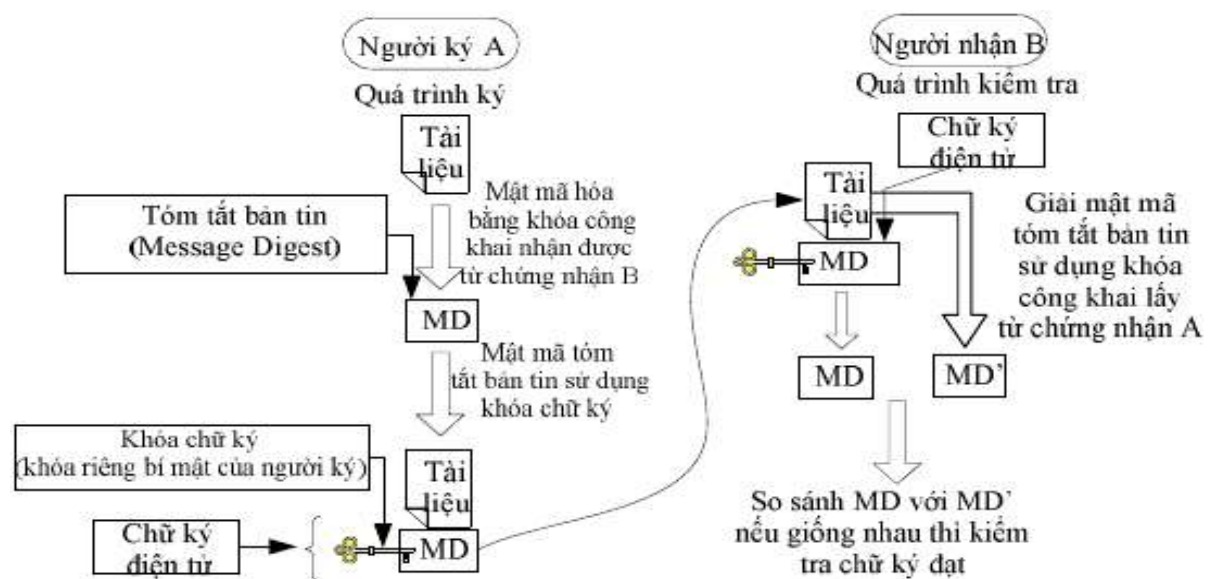 Người ký A
Quá trình ký
Tài
liệu
Mật mã hóa
bằng khóa công
khai nhận được
từ chứng nhận B
Tóm tắt bản tin
(Message Digest)
MD
Mật mã tóm
tắt bản tin sử dụng
khóa chữ ký
Khóa chữ ký
(khóa riêng bí mật của người ký)
Tài
liệu
Chữ ký
điện tử
MD
Người nhận B
Quá trình kiểm tra
Chữ ký
điện tử
Tài
liệu
MD
Giải mật mã
tóm tắt bản tin
sử dụng khóa
công khai lấy
từ chứng nhận A
MD
MD'
So sánh MD với MD'
nếu giống nhau thì kiểm
tra chữ ký đạt